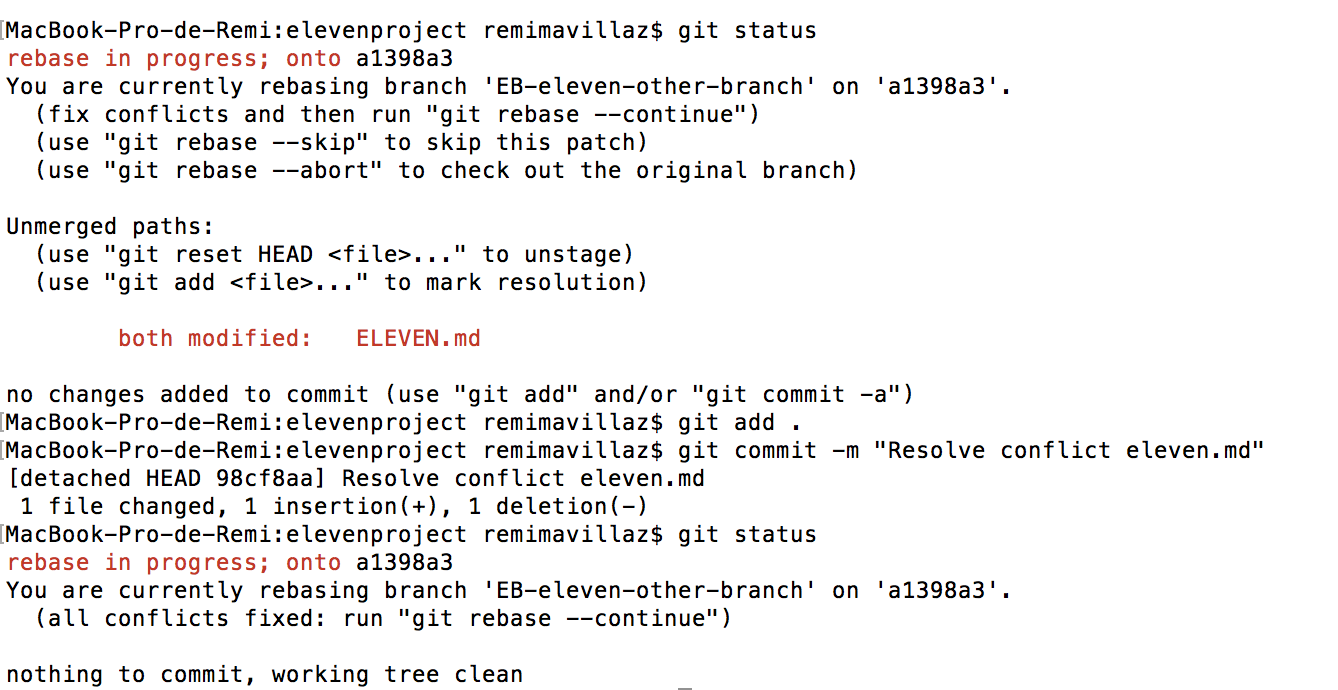 [MacBook-Pro-de-Remi:elevenproject remimavillaz$ git status
rebase in progress; onto a1398a3
You are currently rebasing branch 'EB-eleven-other-branch' on 'a1398a3'.
  (fix conflicts and then run "git rebase --continue")
  (use "git rebase --skip" to skip this patch)
  (use "git rebase --abort" to check out the original branch)
Unmerged paths:
  (use "git reset HEAD <file>..." to unstage)
  (use "git add <file>..." to mark resolution)
        both modified:   ELEVEN.md
no changes added to commit (use "git add" and/or "git commit -a")
[MacBook-Pro-de-Remi:elevenproject remimavillaz$ git add .
[MacBook-Pro-de-Remi:elevenproject remimavillaz$ git commit -m "Resolve conflict eleven.md"
[detached HEAD 98cf8aa] Resolve conflict eleven.md
 1 file changed, 1 insertion(+), 1 deletion(-)
[MacBook-Pro-de-Remi:elevenproject remimavillaz$ git status
rebase in progress; onto a1398a3
You are currently rebasing branch 'EB-eleven-other-branch' on 'a1398a3'.
  (all conflicts fixed: run "git rebase --continue")
nothing to commit, working tree clean